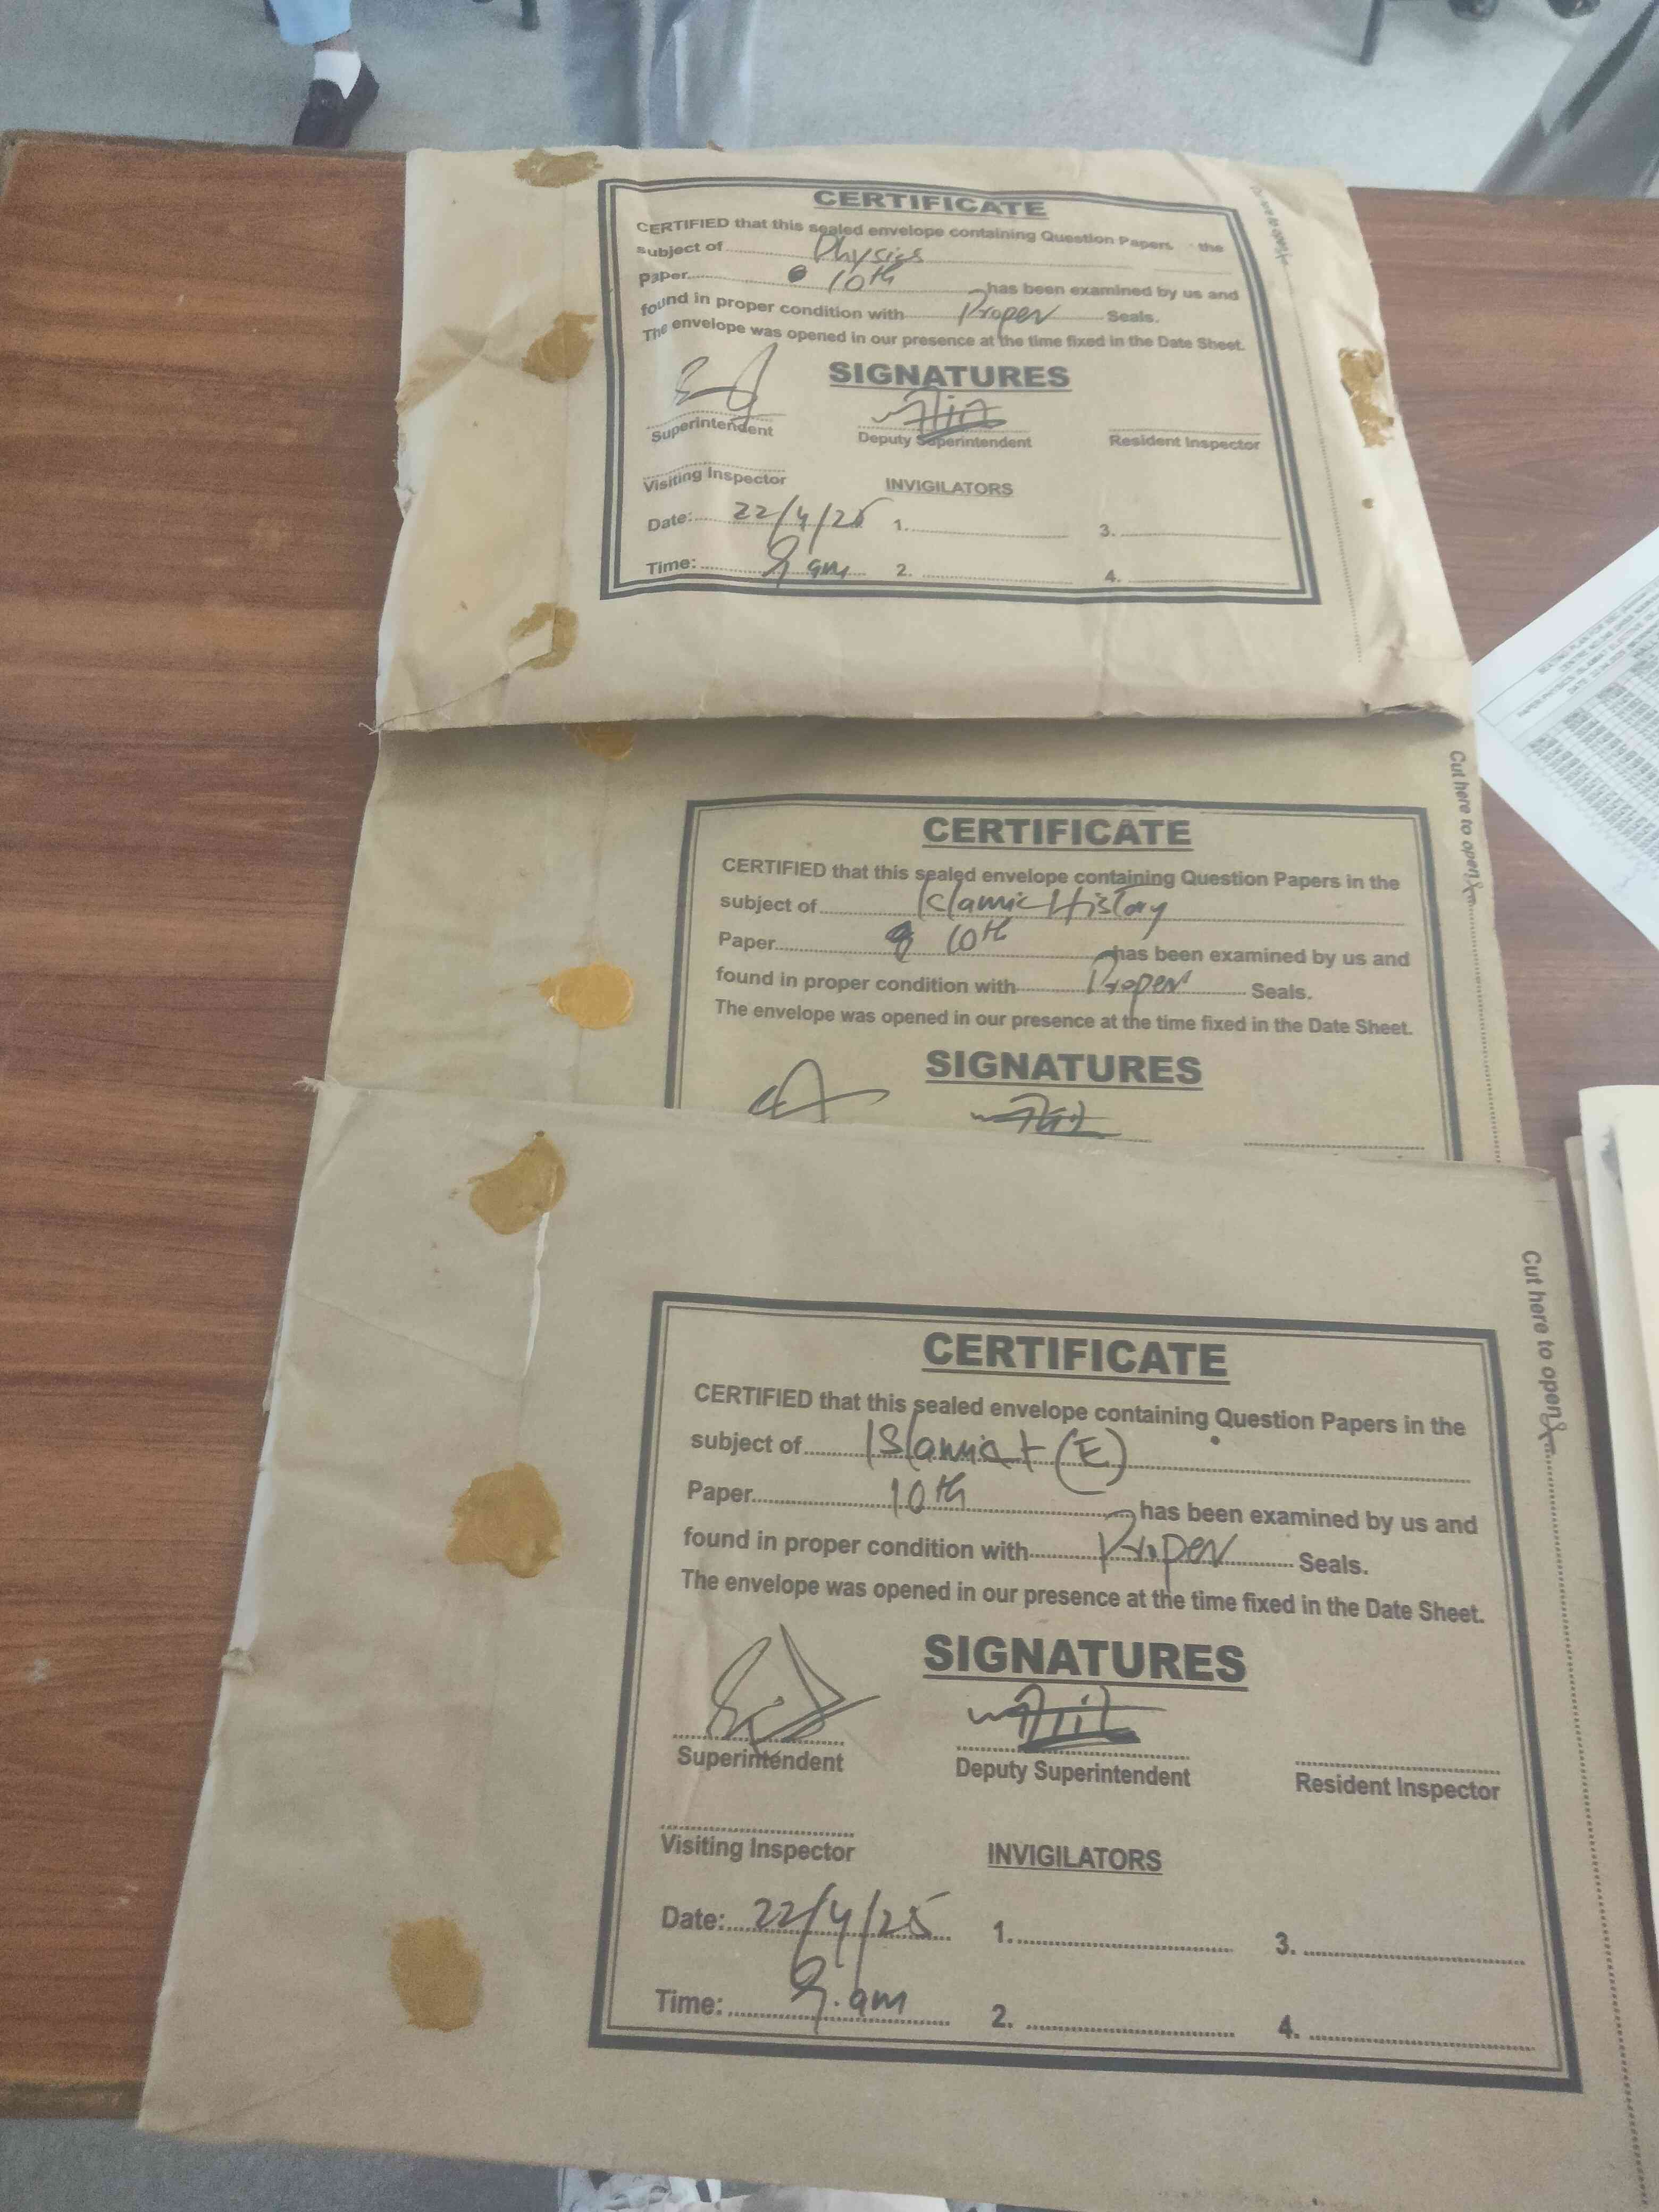 CERTIFICATE
CERTIFIED that this sealed envelope containing Question Papers the
subject of Physics
Paper 10th has been examined by us and
found in proper condition with Proper Seals.
The envelope was opened in our presence at the time fixed in the Date Sheet.
SIGNATURES
Superintendent Deputy Superintendent Resident Inspector
Visiting Inspector INVIGILATORS
Date: 22/4/25 1. 3.
Time: 9 am 2. 4.
Cut here to open
CERTIFICATE
CERTIFIED that this sealed envelope containing Question Papers in the
subject of Islamic History
Paper 10th has been examined by us and
found in proper condition with Proper Seals.
The envelope was opened in our presence at the time fixed in the Date Sheet.
SIGNATURES
Cut here to open
CERTIFICATE
CERTIFIED that this sealed envelope containing Question Papers in the
subject of Islamiat (E)
Paper 10th has been examined by us and
found in proper condition with Proper Seals.
The envelope was opened in our presence at the time fixed in the Date Sheet.
SIGNATURES
Superintendent Deputy Superintendent Resident Inspector
Visiting Inspector INVIGILATORS
Date: 22/4/25 1. 3.
Time: 9. am 2. 4.